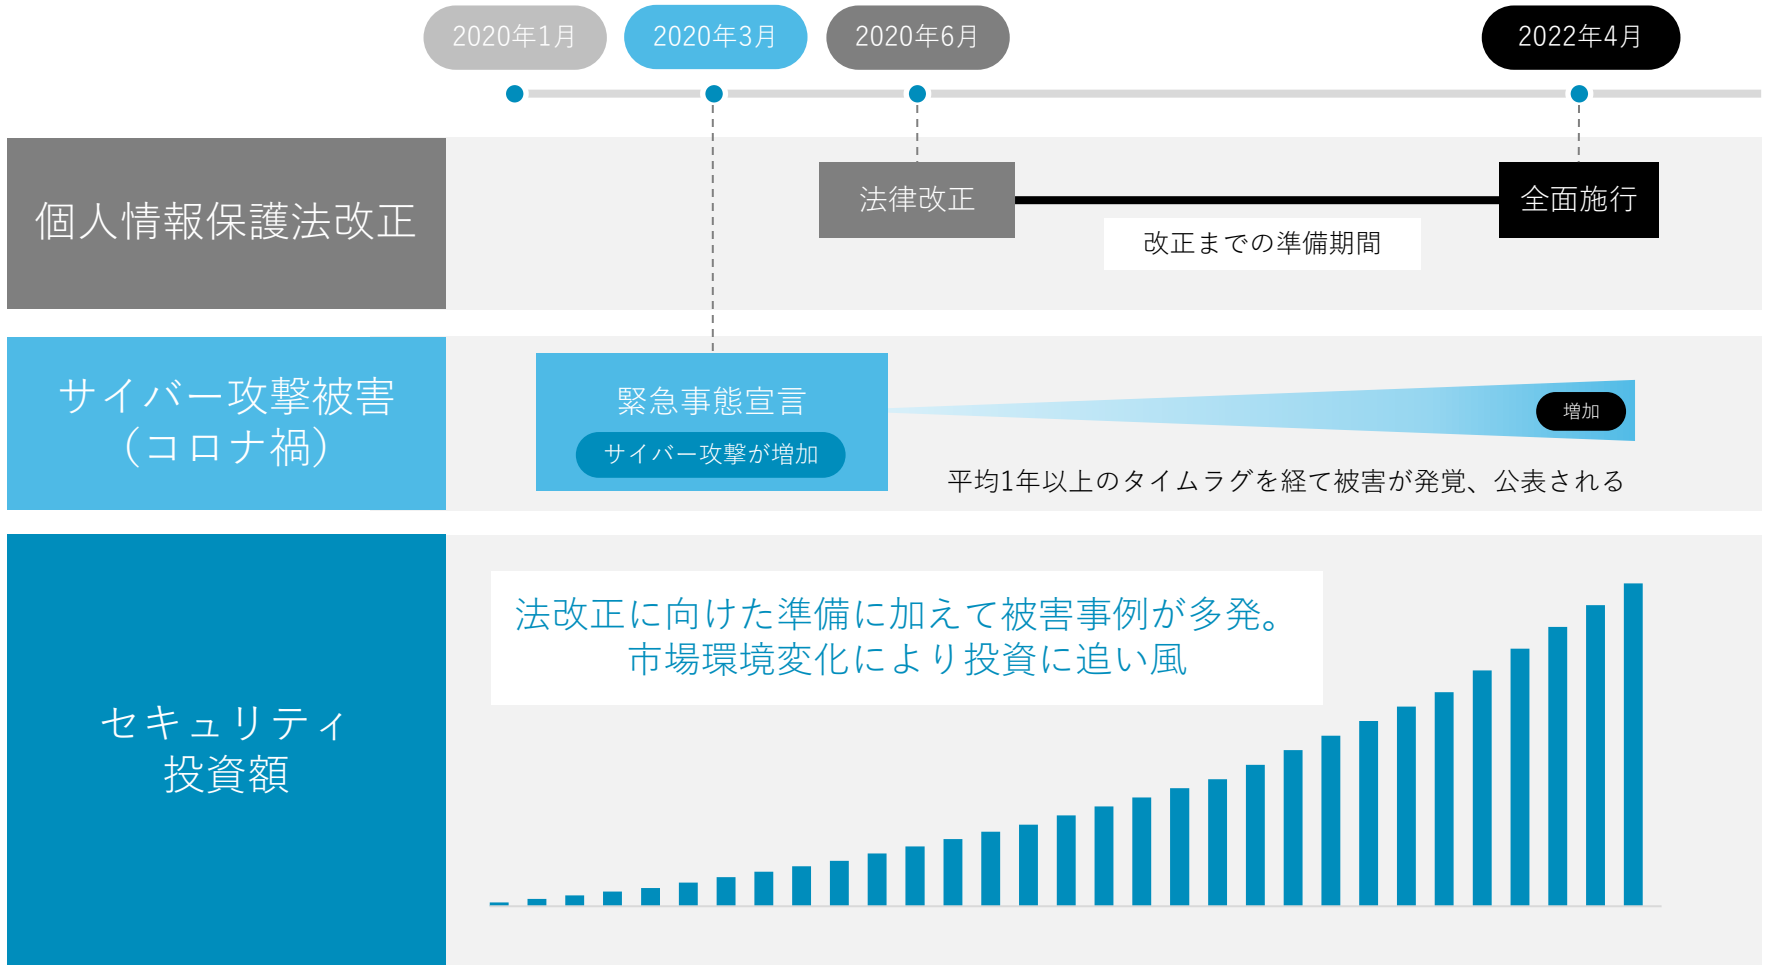 2020年1月
2020年3月
2020年6月
2022年4月
個人情報保護法改正
法律改正
全面施行
改正までの準備期間
サイバー攻撃被害
（コロナ禍）
緊急事態宣言
サイバー攻撃が増加
増加
平均1年以上のタイムラグを経て被害が発覚、公表される
セキュリティ
投資額
法改正に向けた準備に加えて被害事例が多発。
市場環境変化により投資に追い風